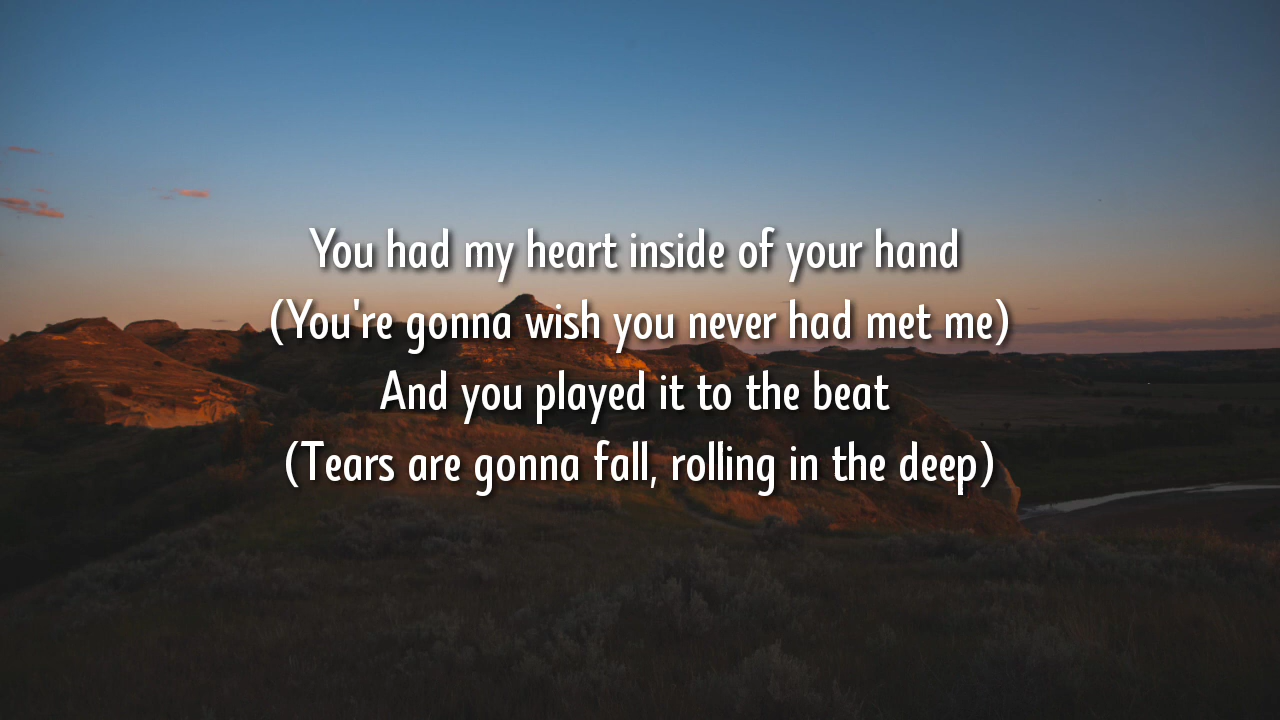 You had my heart inside of your hand
(You're gonna wish you never had met me)
And you played it to the beat
(Tears are gonna fall, rolling in the deep)